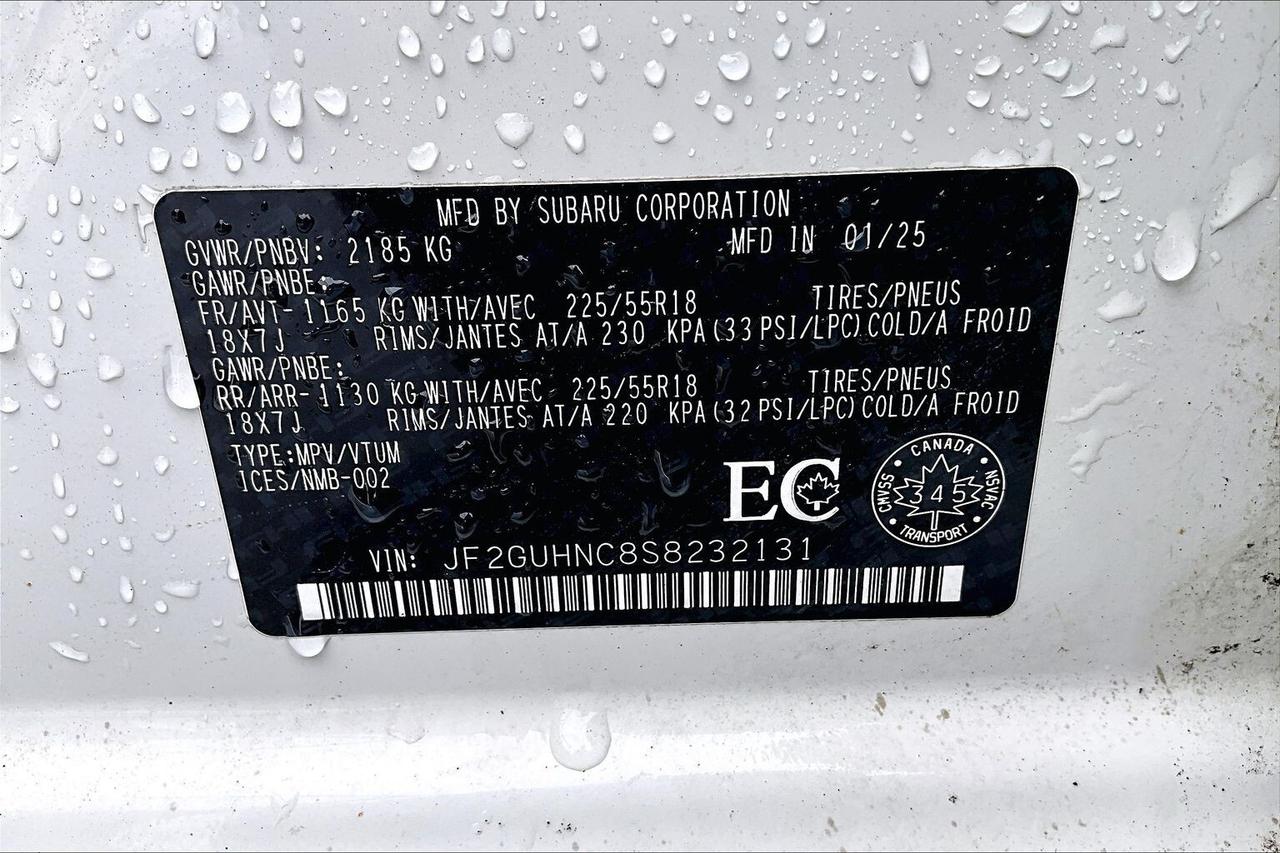 MFD BY SUBARU CORPORATION
GVWR/PNBV: 2185 KG MFD IN 01/25
GAWR/PNBE:
FR/AVT- 1165 KG WITH/AVEC 225/55R18 TIRES/PNEUS
18X7J RIMS/JANTES AT/A 230 KPA(33 PSI/LPC)COLD/A FROID
GAWR/PNBE:
RR/ARR- 1130 KG WITH/AVEC 225/55R18 TIRES/PNEUS
18X7J RIMS/JANTES AT/A 220 KPA(32 PSI/LPC)COLD/A FROID
TYPE:MPV/VTUM
ICES/NMB-002
EC
CANADA
CMVSS 345 NSVAC
TRANSPORT
VIN: JF2GUHNC8S8232131